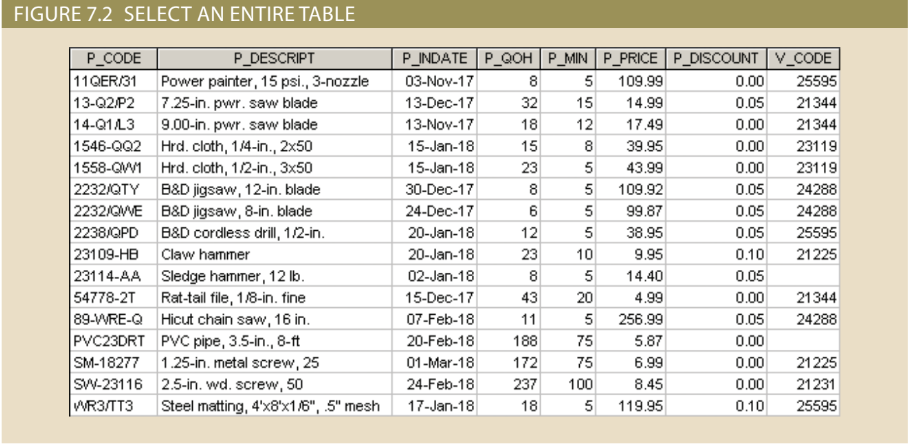 FIGURE 7.2 SELECT AN ENTIRE TABLE
P_CODE P_DESCRIPT P_INDATE P_QOH P_MIN P_PRICE P_DISCOUNT V_CODE
11QER/31 Power painter, 15 psi., 3-nozzle 03-Nov-17 8 5 109.99 0.00 25595
13-Q2/P2 7.25-in. pwr. saw blade 13-Dec-17 32 15 14.99 0.05 21344
14-Q1/L3 9.00-in. pwr. saw blade 13-Nov-17 18 12 17.49 0.00 21344
1546-QQ2 Hrd. cloth, 1/4-in., 2x50 15-Jan-18 15 8 39.95 0.00 23119
1558-QW1 Hrd. cloth, 1/2-in., 3x50 15-Jan-18 23 5 43.99 0.00 23119
2232/QTY B&D jigsaw, 12-in. blade 30-Dec-17 8 5 109.92 0.05 24288
2232/QWE B&D jigsaw, 8-in. blade 24-Dec-17 6 5 99.87 0.05 24288
2238/QPD B&D cordless drill, 1/2-in. 20-Jan-18 12 5 38.95 0.05 25595
23109-HB Claw hammer 20-Jan-18 23 10 9.95 0.10 21225
23114-AA Sledge hammer, 12 lb. 02-Jan-18 8 5 14.40 0.05
54778-2T Rat-tail file, 1/8-in. fine 15-Dec-17 43 20 4.99 0.00 21344
89-WRE-Q Hicut chain saw, 16 in. 07-Feb-18 11 5 256.99 0.05 24288
PVC23DRT PVC pipe, 3.5-in., 8-ft 20-Feb-18 188 75 5.87 0.00
SM-18277 1.25-in. metal screw, 25 01-Mar-18 172 75 6.99 0.00 21225
SW-23116 2.5-in. wd. screw, 50 24-Feb-18 237 100 8.45 0.00 21231
WR3/TT3 Steel matting, 4'x8'x1/6", .5" mesh 17-Jan-18 18 5 119.95 0.10 25595